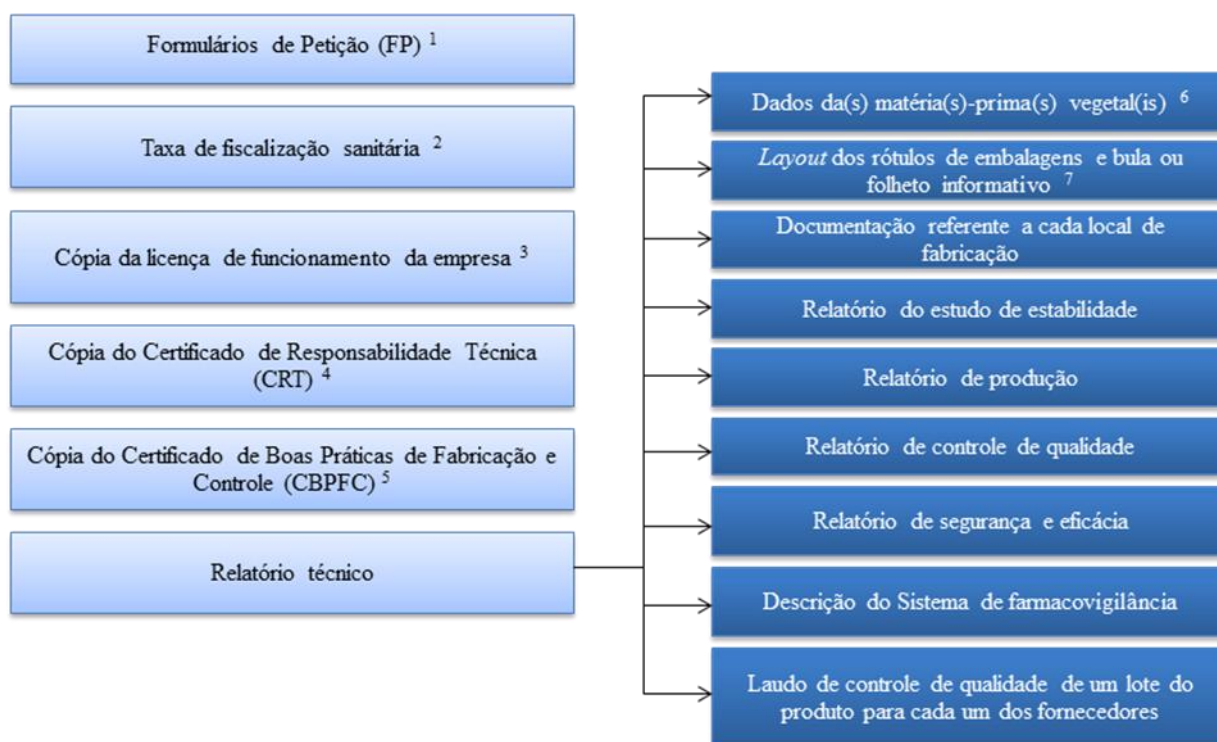 Formulários de Petição (FP) 1
Taxa de fiscalização sanitária 2
Cópia da licença de funcionamento da empresa 3
Cópia do Certificado de Responsabilidade Técnica
(CRT) 4
Cópia do Certificado de Boas Práticas de Fabricação e
Controle (CBPFC) 5
Relatório técnico
Dados da(s) matéria(s)-prima(s) vegetal(is) 6
Layout dos rótulos de embalagens e bula ou
folheto informativo 7
Documentação referente a cada local de
fabricação
Relatório do estudo de estabilidade
Relatório de produção
Relatório de controle de qualidade
Relatório de segurança e eficácia
Descrição do Sistema de farmacovigilância
Laudo de controle de qualidade de um lote do
produto para cada um dos fornecedores